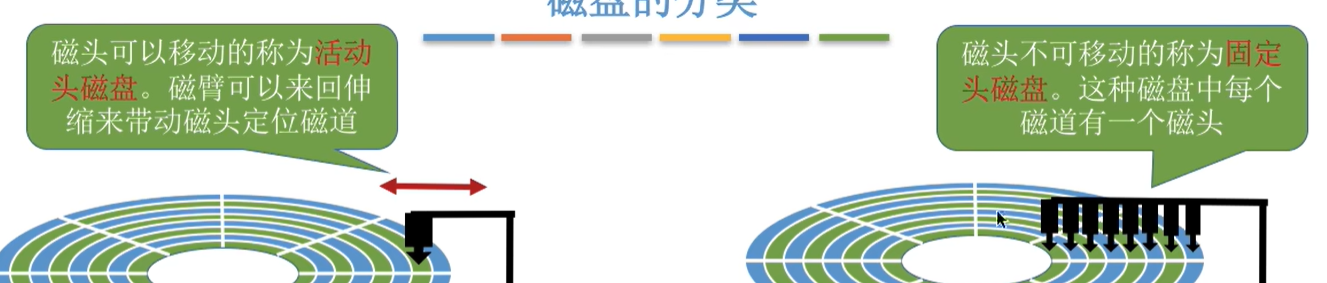 磁盘的分类
磁头可以移动的称为活动
头磁盘。磁臂可以来回伸
缩来带动磁头定位磁道
磁头不可移动的称为固定
头磁盘。这种磁盘中每个
磁道有一个磁头